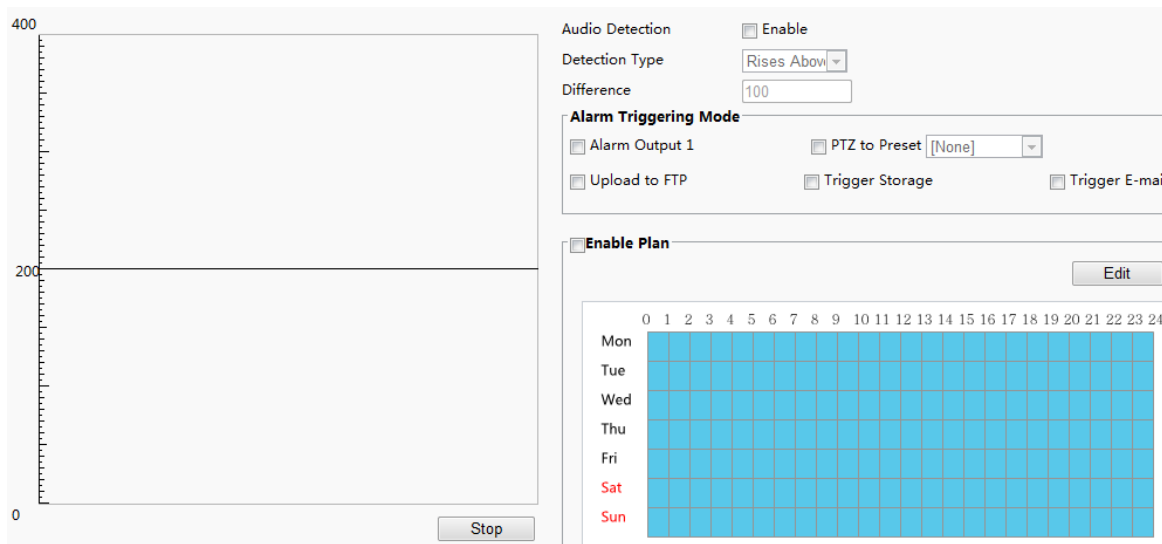 400
200
0
Stop
Audio Detection Enable
Detection Type Rises Abov
Difference 100
Alarm Triggering Mode
Alarm Output 1 PTZ to Preset [None]
Upload to FTP Trigger Storage Trigger E-mai
Enable Plan
Edit
0 1 2 3 4 5 6 7 8 9 10 11 12 13 14 15 16 17 18 19 20 21 22 23 24
Mon
Tue
Wed
Thu
Fri
Sat
Sun